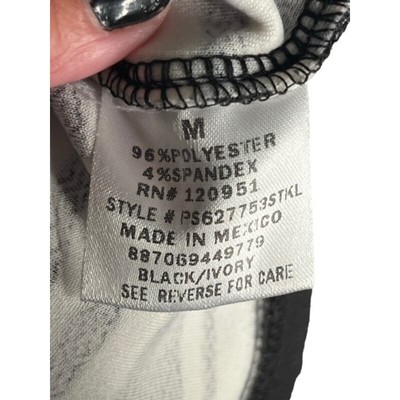 M
96%POLYESTER
4%SPANDEX
RN# 120951
STYLE # PS627753STKL
MADE IN MEXICO
887069449779
BLACK/IVORY
SEE REVERSE FOR CARE